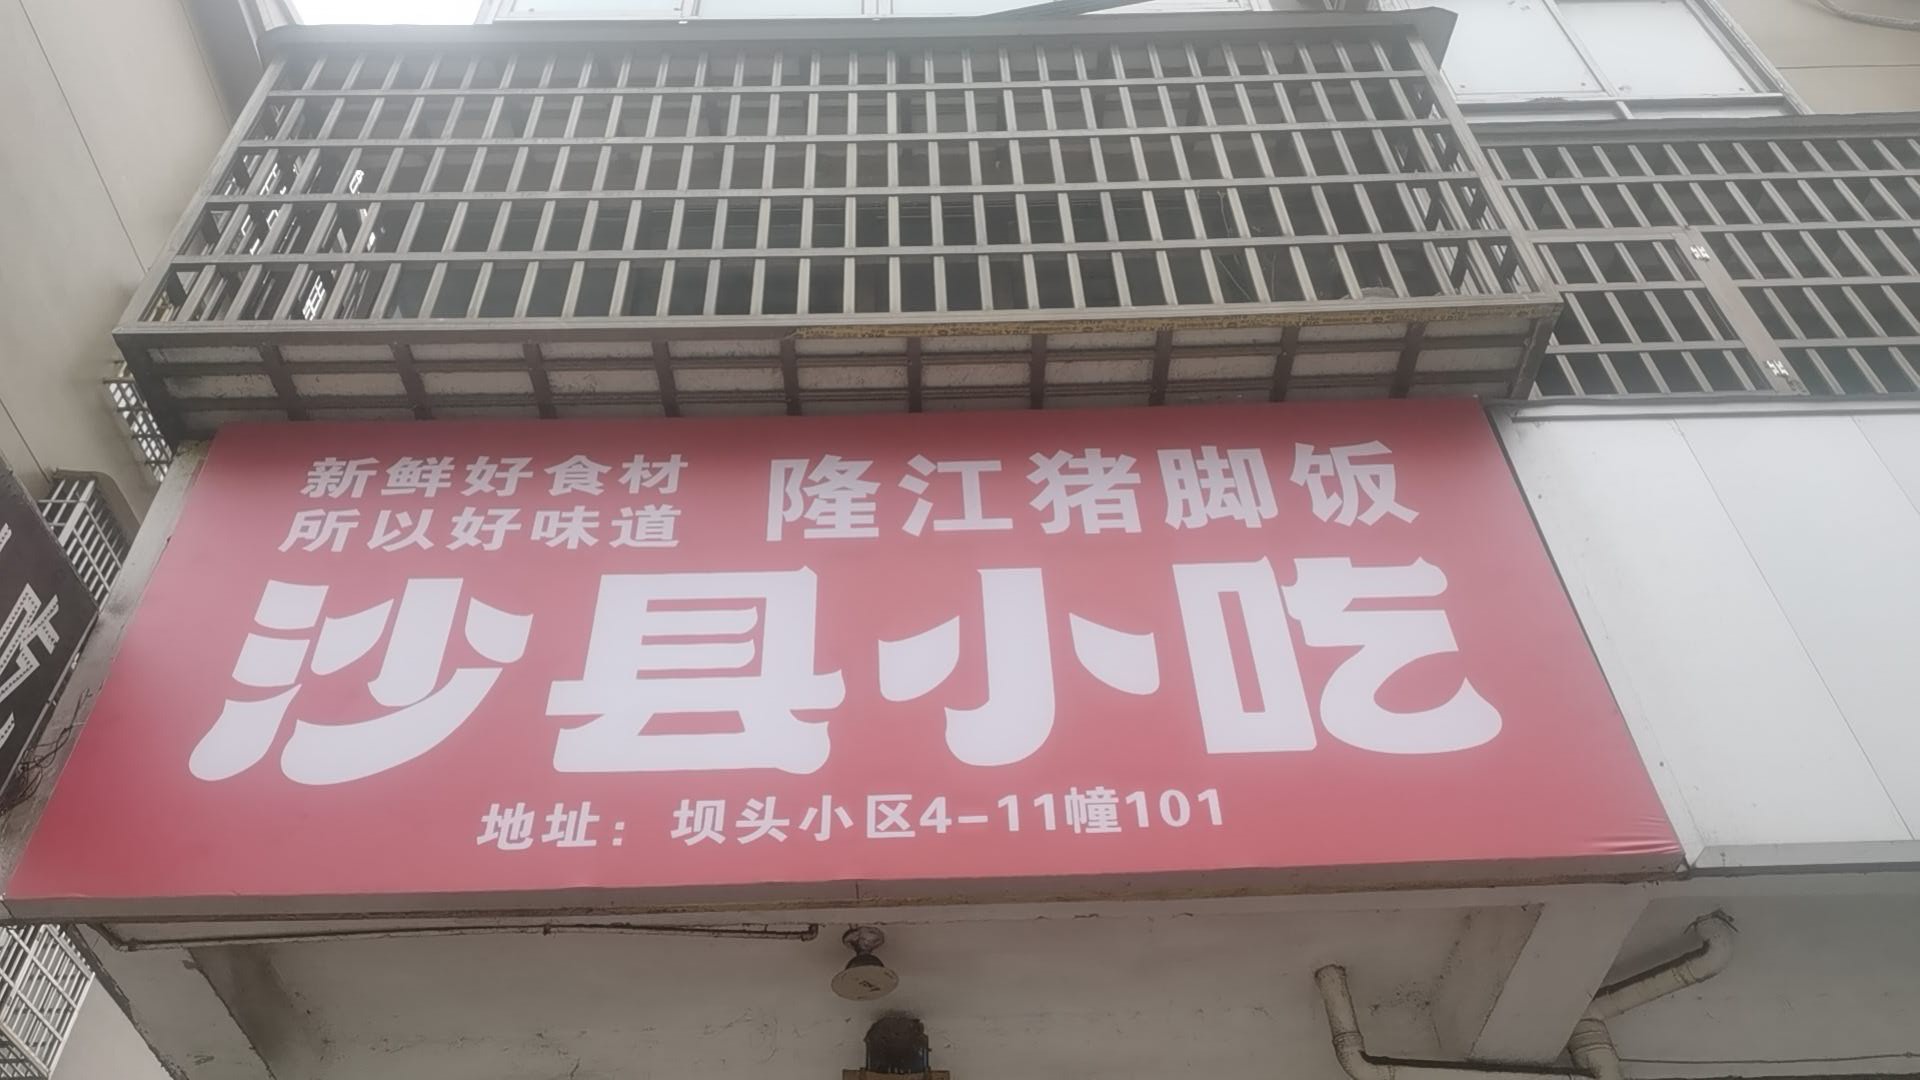 新鲜好食材
所以好味道
隆江猪脚饭
沙县小吃
地址：坝头小区4-11幢101